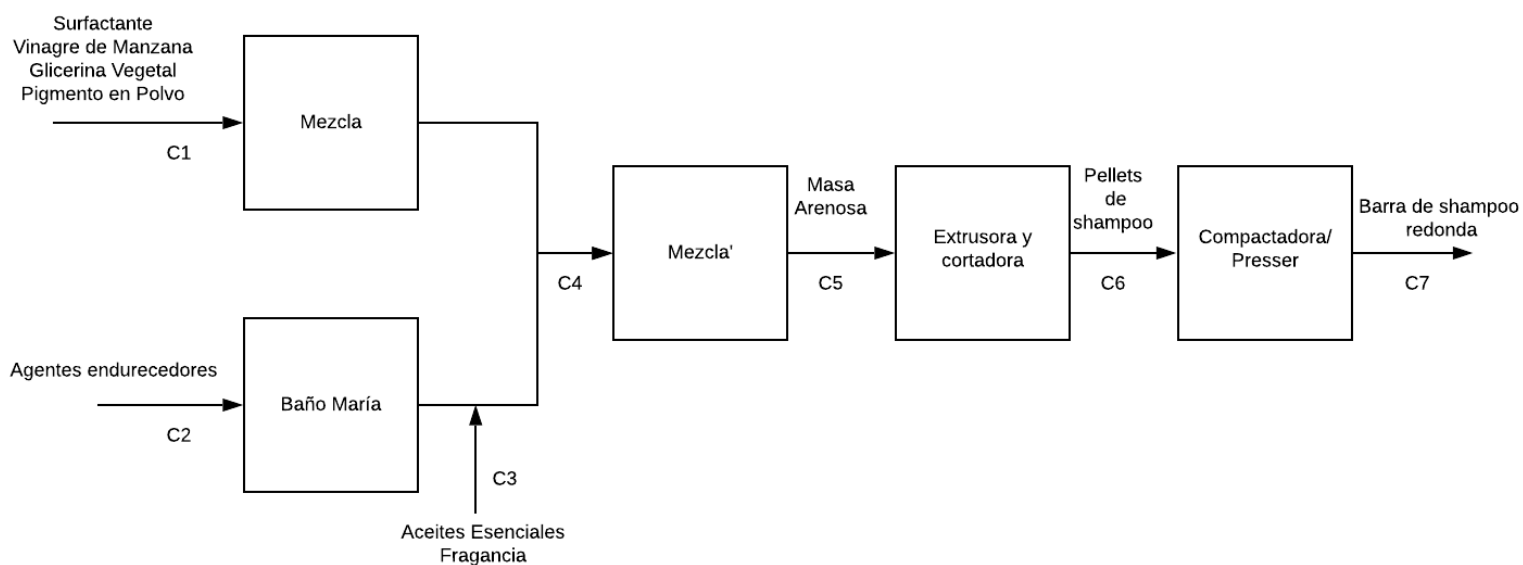 Surfactante
Vinagre de Manzana
Glicerina Vegetal
Pigmento en Polvo
C1
Mezcla
Agentes endurecedores
C2
Baño María
C3
Aceites Esenciales
Fragancia
C4
Mezcla'
Masa
Arenosa
C5
Extrusora y
cortadora
Pellets
de
shampoo
C6
Compactadora/
Presser
Barra de shampoo
redonda
C7